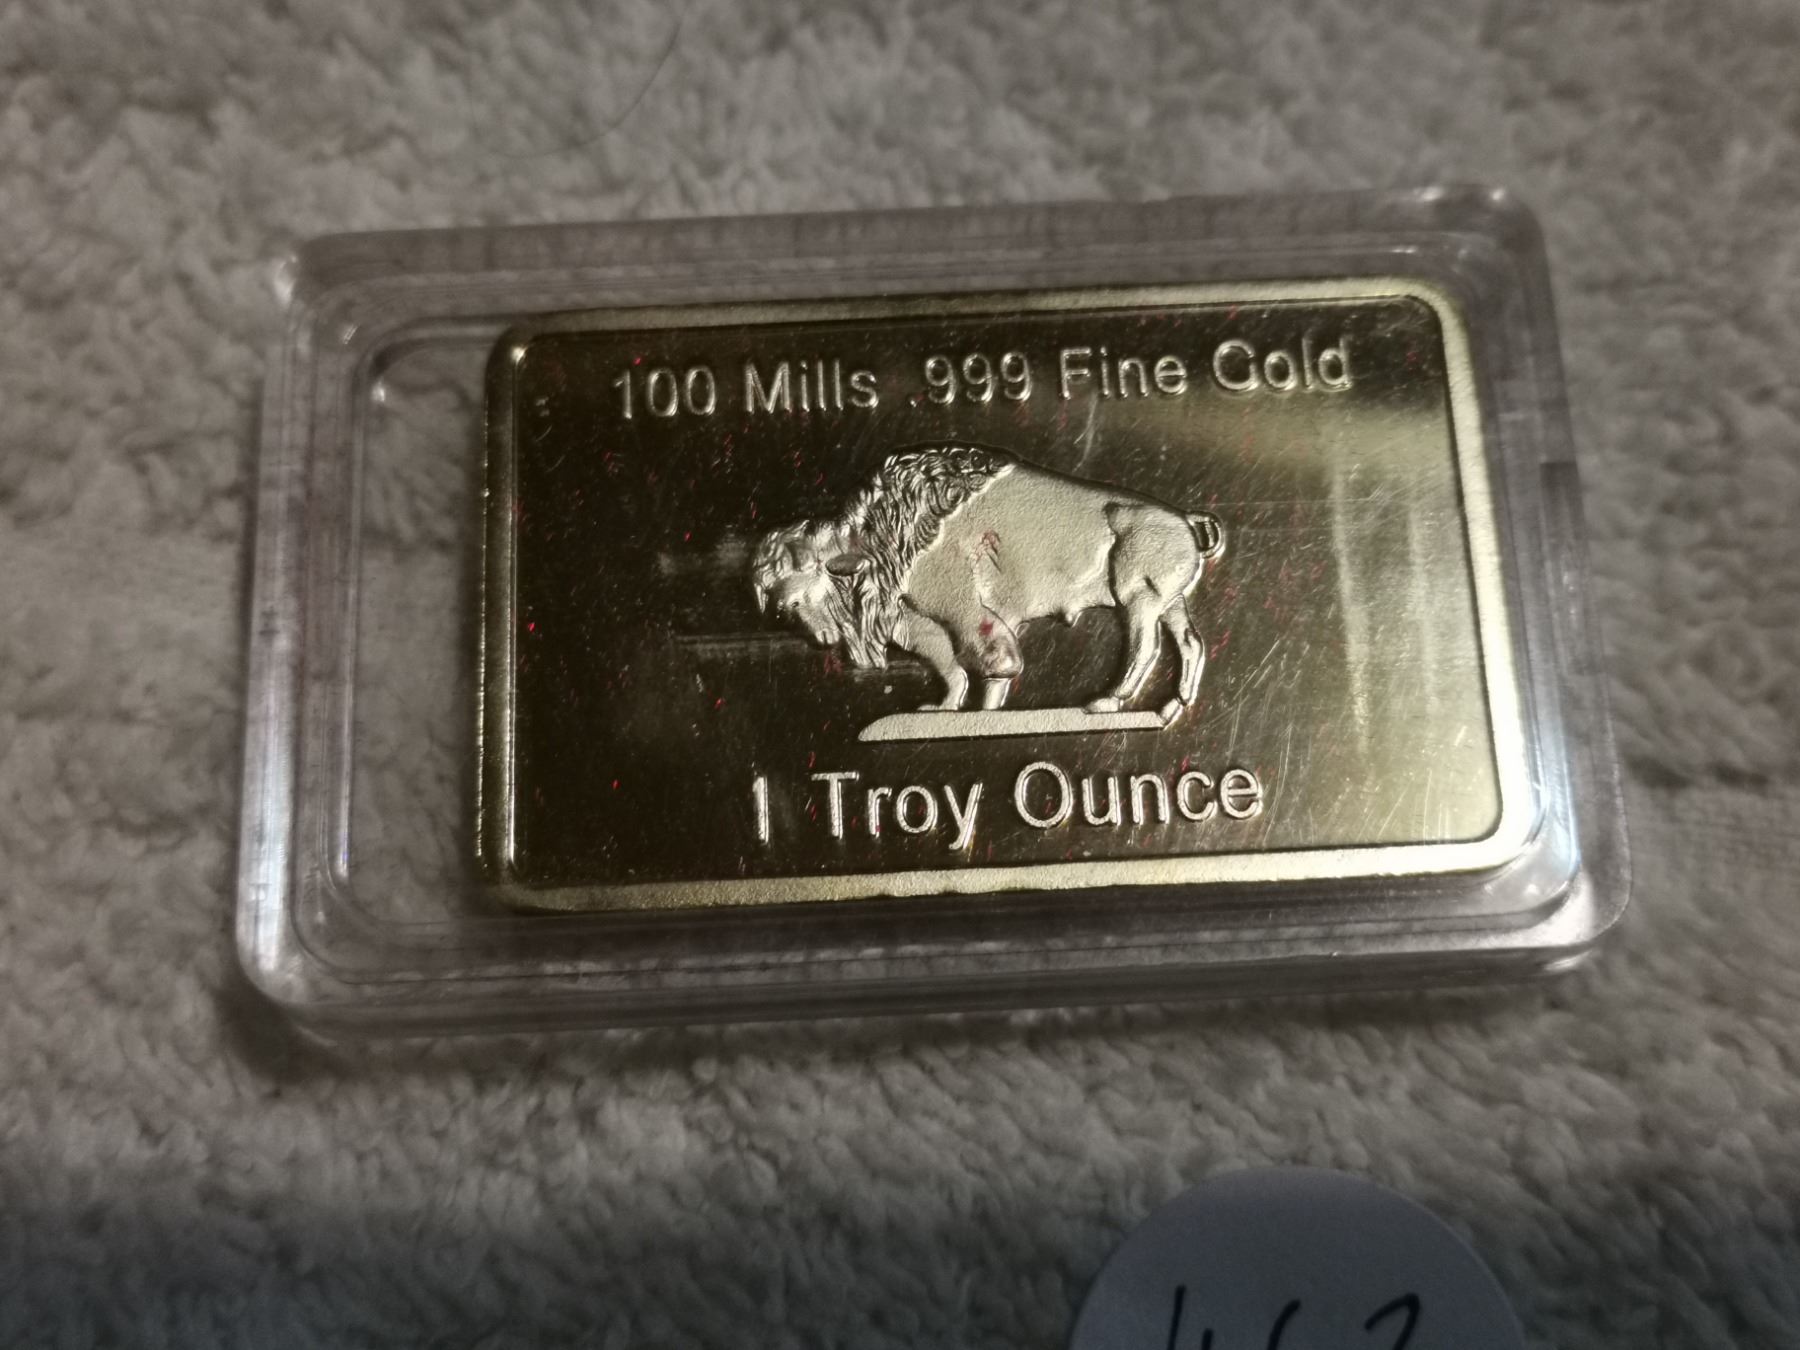 100 Mills .999 Fine Gold
1 Troy Ounce